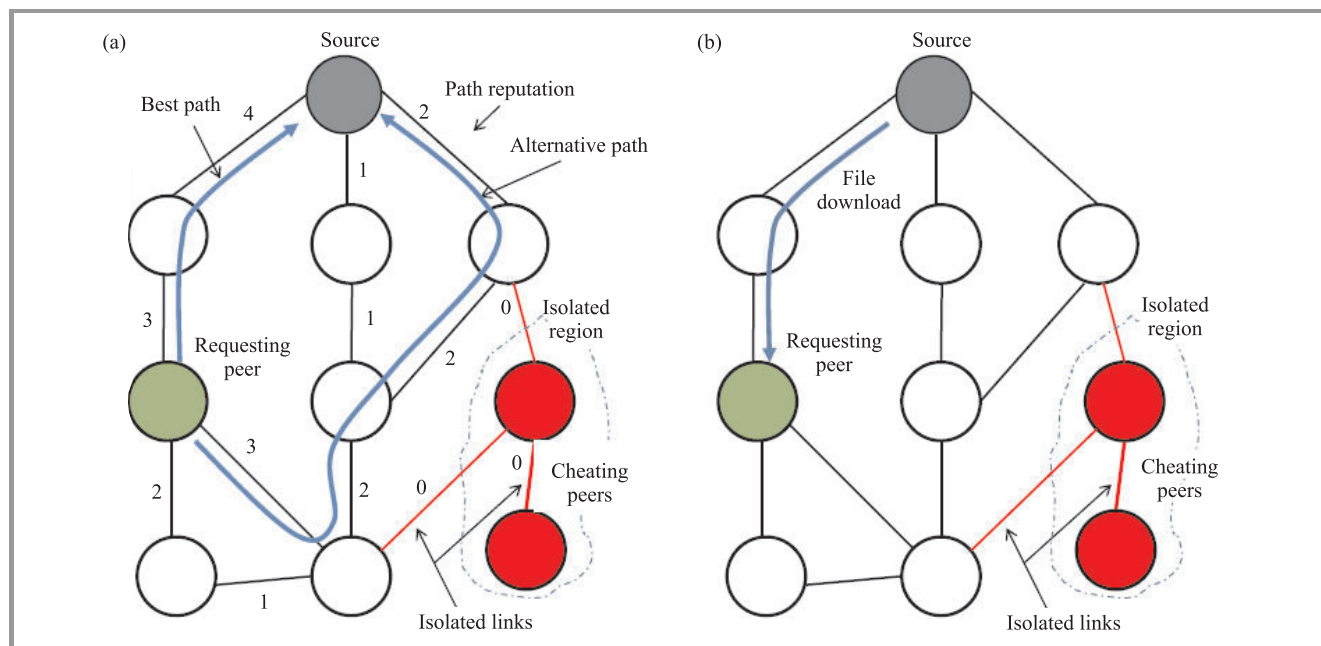 (a)
Source
Best path
4
2
Path reputation
1
Alternative path
3
1
0
Isolated
region
Requesting
peer
2
3
2
2
0
0
Cheating
peers
1
Isolated links
(b)
Source
File
download
Isolated
region
Requesting
peer
Cheating
peers
Isolated links